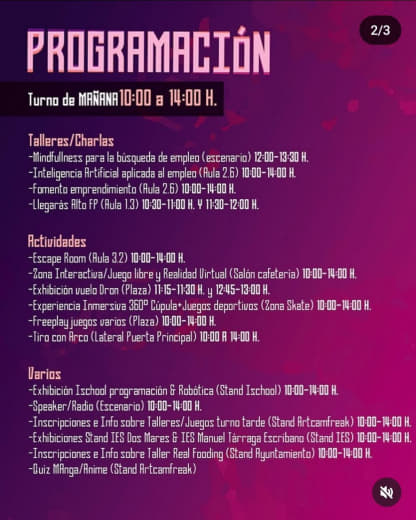 2/3
PROGRAMACIÓN
Turno de MAÑANA 10:00 a 14:00 H.
Talleres/Charlas
-Mindfullness para la búsqueda de empleo (escenario) 12:00-13:30 H.
-Inteligencia Artificial aplicada al empleo (Aula 2.6) 10:00-14:00 H.
-Fomento emprendimiento (Aula 2.6) 10:00-14:00 H.
-Llegarás Alto FP (Aula 1.3) 10:30-11:00 H. Y 11:30-12:00 H.
Actividades
-Escape Room (Aula 3.2) 10:00-14:00 H.
-Zona Interactiva/Juego libre y Realidad Virtual (Salón cafetería) 10:00-14:00 H.
-Exhibición vuelo Dron (Plaza) 11:15-11:30 H. y 12:45-13:00 H.
-Experiencia Inmersiva 360º Cúpula+Juegos deportivos (Zona Skate) 10:00-14:00 H.
-Freeplay juegos varios (Plaza) 10:00-14:00 H.
-Tiro con Arco (Lateral Puerta Principal) 10:00 A 14:00 H.
Varios
-Exhibición Ischool programación & Robótica (Stand Ischool) 10:00-14:00 H.
-Speaker/Radio (Escenario) 10:00-14:00 H.
-Inscripciones e Info sobre Talleres/Juegos turno tarde (Stand Artcamfreak) 10:00-14:00 H.
-Exhibiciones Stand IES Dos Mares & IES Manuel Tárraga Escribano (Stand IES) 10:00-14:00 H.
-Inscripciones e Info sobre Taller Real Fooding (Stand Ayuntamiento) 10:00-14:00 H.
-Quiz MAnga/Anime (Stand Artcamfreak)